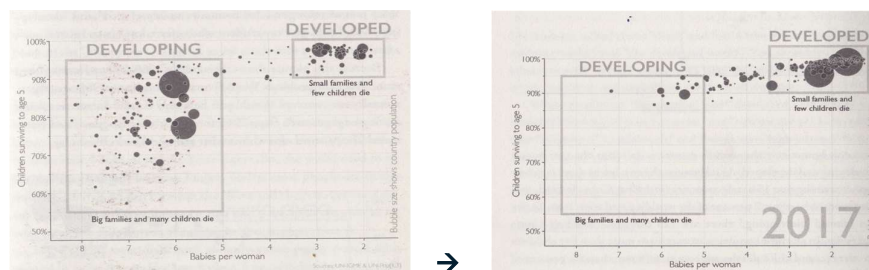 DEVELOPED
DEVELOPING
100%
90%
80%
70%
60%
50%
Children surviving to age 5
Small families and
few children die
Big families and many children die
Bubble size shows country population
8 7 6 5 4 3 2
Babies per woman
→
DEVELOPED
DEVELOPING
100%
90%
80%
70%
60%
50%
Children surviving to age 5
Small families and
few children die
Big families and many children die
2017
8 7 6 5 4 3 2
Babies per woman